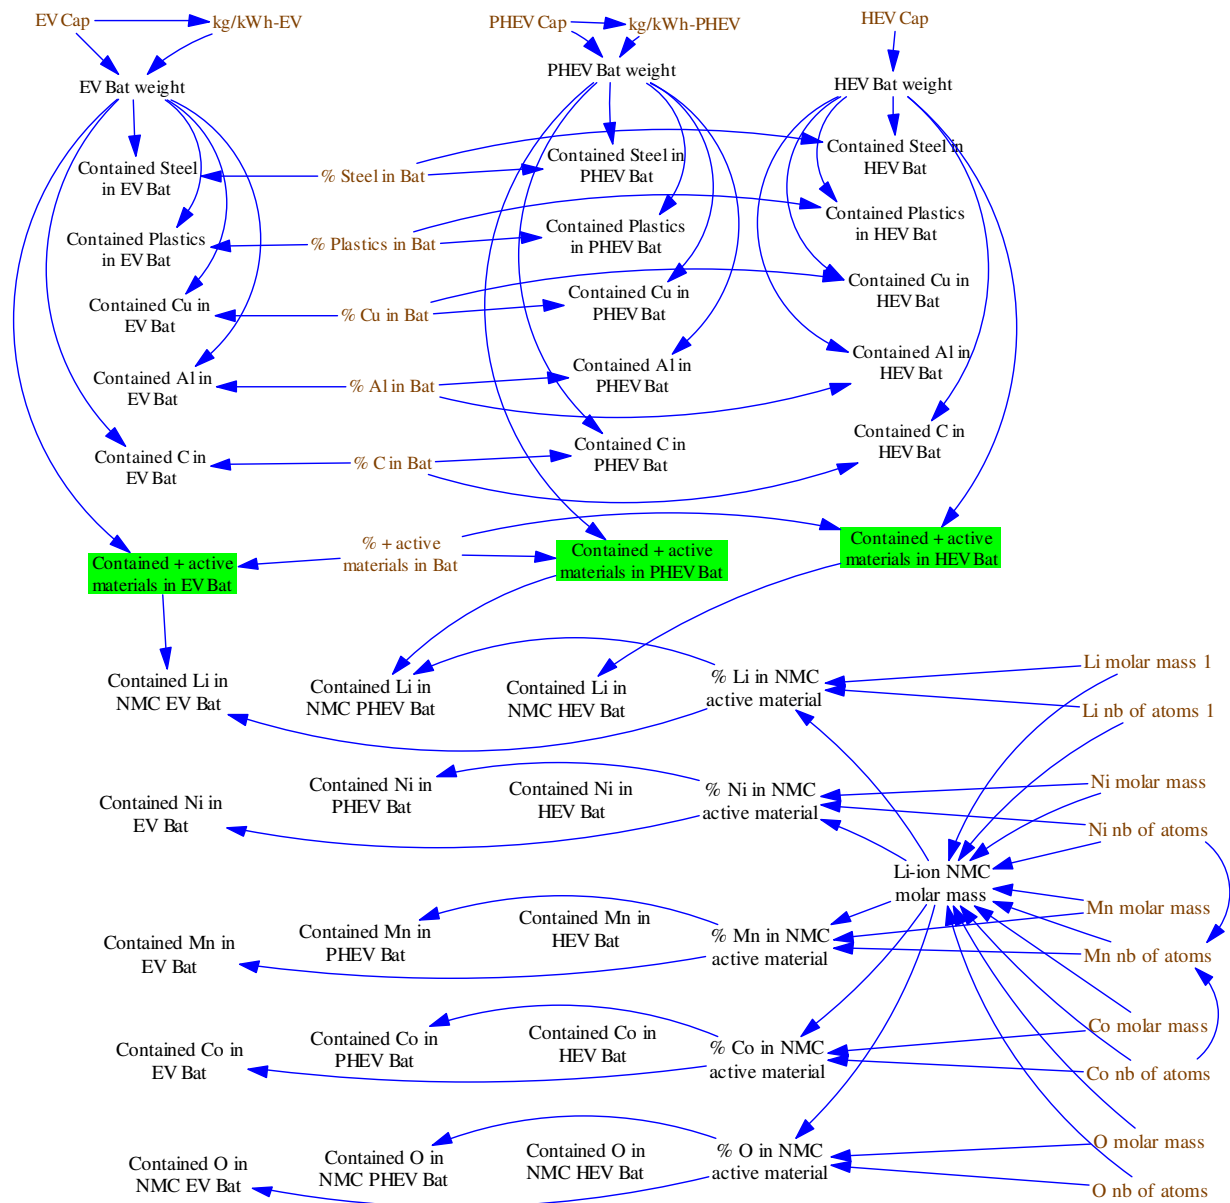 EV Cap
kg/kWh-EV
PHEV Cap
kg/kWh-PHEV
HEV Cap
EV Bat weight
PHEV Bat weight
HEV Bat weight
Contained Steel
in EV Bat
% Steel in Bat
Contained Steel in
PHEV Bat
Contained Steel in
HEV Bat
Contained Plastics
in EV Bat
% Plastics in Bat
Contained Plastics
in PHEV Bat
Contained Plastics
in HEV Bat
Contained Cu in
EV Bat
% Cu in Bat
Contained Cu in
PHEV Bat
Contained Cu in
HEV Bat
Contained Al in
EV Bat
% Al in Bat
Contained Al in
PHEV Bat
Contained Al in
HEV Bat
Contained C in
EV Bat
% C in Bat
Contained C in
PHEV Bat
Contained C in
HEV Bat
Contained + active
materials in EV Bat
% + active
materials in Bat
Contained + active
materials in PHEV Bat
Contained + active
materials in HEV Bat
Contained Li in
NMC EV Bat
Contained Li in
NMC PHEV Bat
Contained Li in
NMC HEV Bat
% Li in NMC
active material
Li molar mass 1
Li nb of atoms 1
Contained Ni in
EV Bat
Contained Ni in
PHEV Bat
Contained Ni in
HEV Bat
% Ni in NMC
active material
Ni molar mass
Ni nb of atoms
Li-ion NMC
molar mass
Contained Mn in
EV Bat
Contained Mn in
PHEV Bat
Contained Mn in
HEV Bat
% Mn in NMC
active material
Mn molar mass
Mn nb of atoms
Contained Co in
EV Bat
Contained Co in
PHEV Bat
Contained Co in
HEV Bat
% Co in NMC
active material
Co molar mass
Co nb of atoms
Contained O in
NMC EV Bat
Contained O in
NMC PHEV Bat
Contained O in
NMC HEV Bat
% O in NMC
active material
O molar mass
O nb of atoms